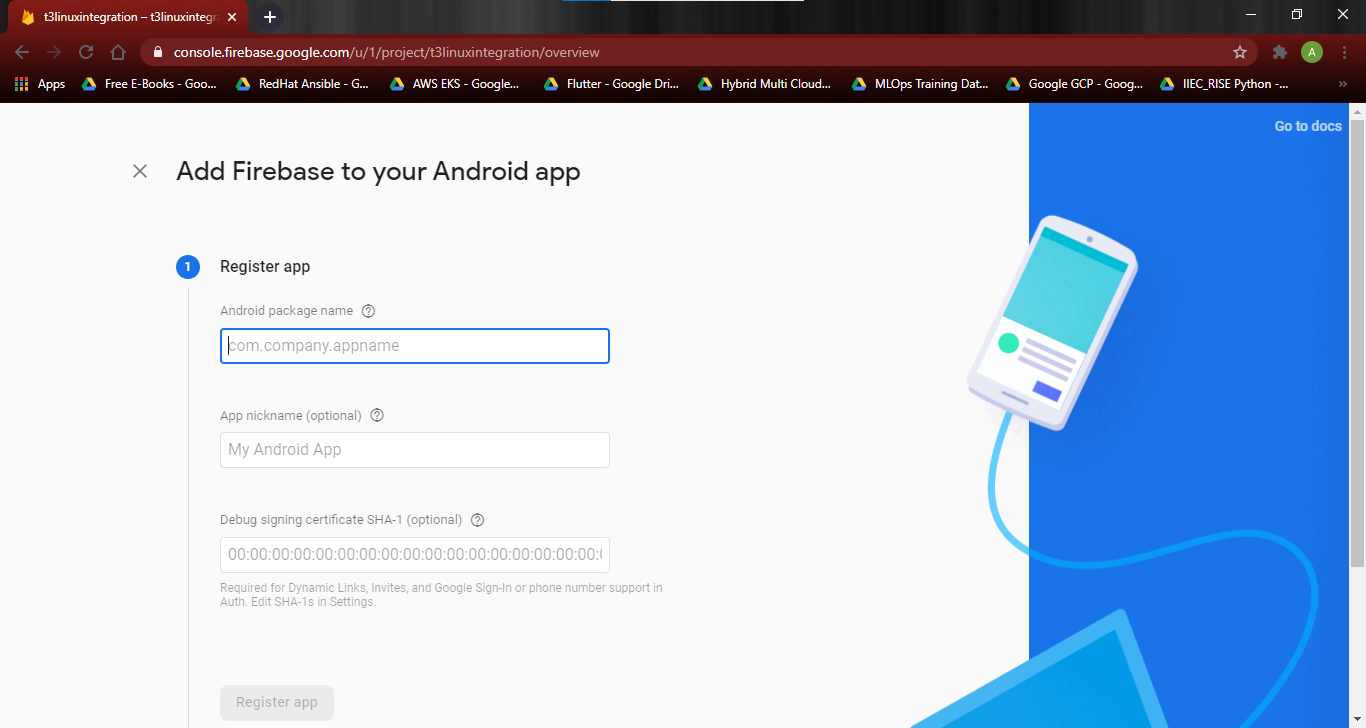 t3linuxintegration – t3linuxinteg
console.firebase.google.com/u/1/project/t3linuxintegration/overview
A
Apps
Free E-Books - Goo...
RedHat Ansible - G...
AWS EKS - Google...
Flutter - Google Dri...
Hybrid Multi Cloud...
MLOps Training Dat...
Google GCP - Goog...
IIEC_RISE Python -...
Go to docs
Add Firebase to your Android app
1 Register app
Android package name
com.company.appname
App nickname (optional)
My Android App
Debug signing certificate SHA-1 (optional)
00:00:00:00:00:00:00:00:00:00:00:00:00:00:00:00:00:
Required for Dynamic Links, Invites, and Google Sign-In or phone number support in
Auth. Edit SHA-1s in Settings.
Register app